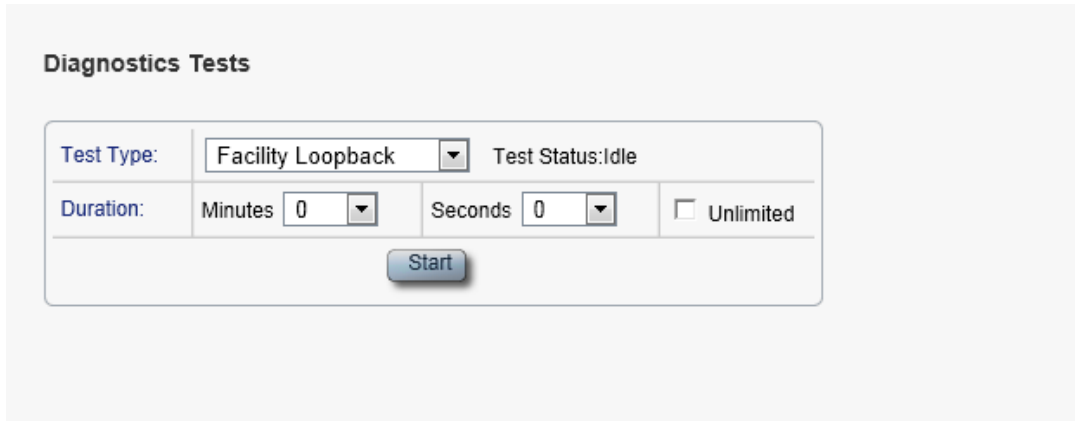 Diagnostics Tests
Test Type: Facility Loopback Test Status:Idle
Duration: Minutes 0 Seconds 0 Unlimited
Start